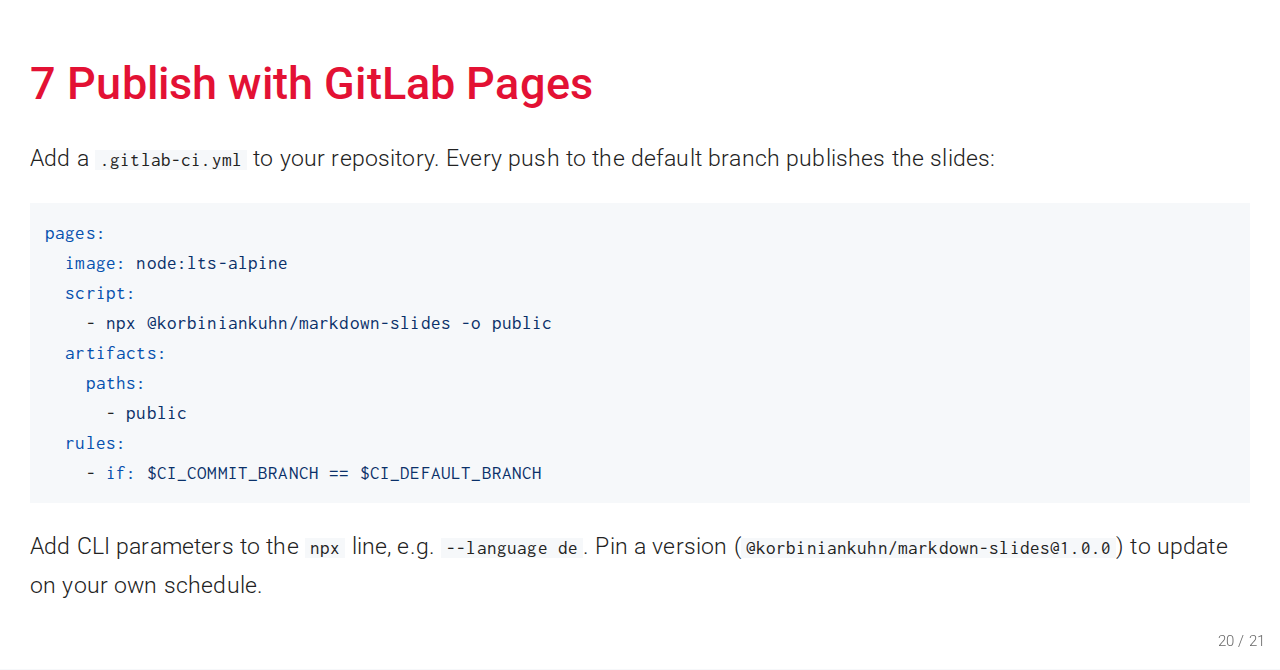 7 Publish with GitLab Pages
Add a .gitlab-ci.yml to your repository. Every push to the default branch publishes the slides:
pages:
  image: node:lts-alpine
  script:
    - npx @korbiniankuhn/markdown-slides -o public
  artifacts:
    paths:
      - public
  rules:
    - if: $CI_COMMIT_BRANCH == $CI_DEFAULT_BRANCH
Add CLI parameters to the npx line, e.g. --language de. Pin a version (@korbiniankuhn/markdown-slides@1.0.0) to update
on your own schedule.
20 / 21